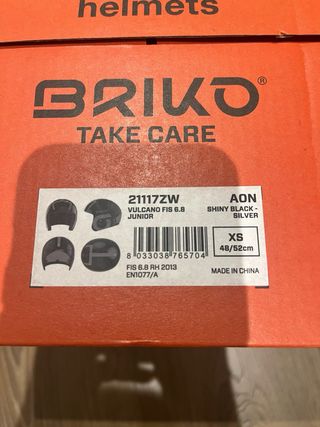 helmets
BRIKO®
TAKE CARE
21117ZW
VULCANO FIS 6.8
JUNIOR
AON
SHINY BLACK -
SILVER
8 033038 765704
XS
48/52cm
FIS 6.8 RH 2013
EN1077/A
MADE IN CHINA